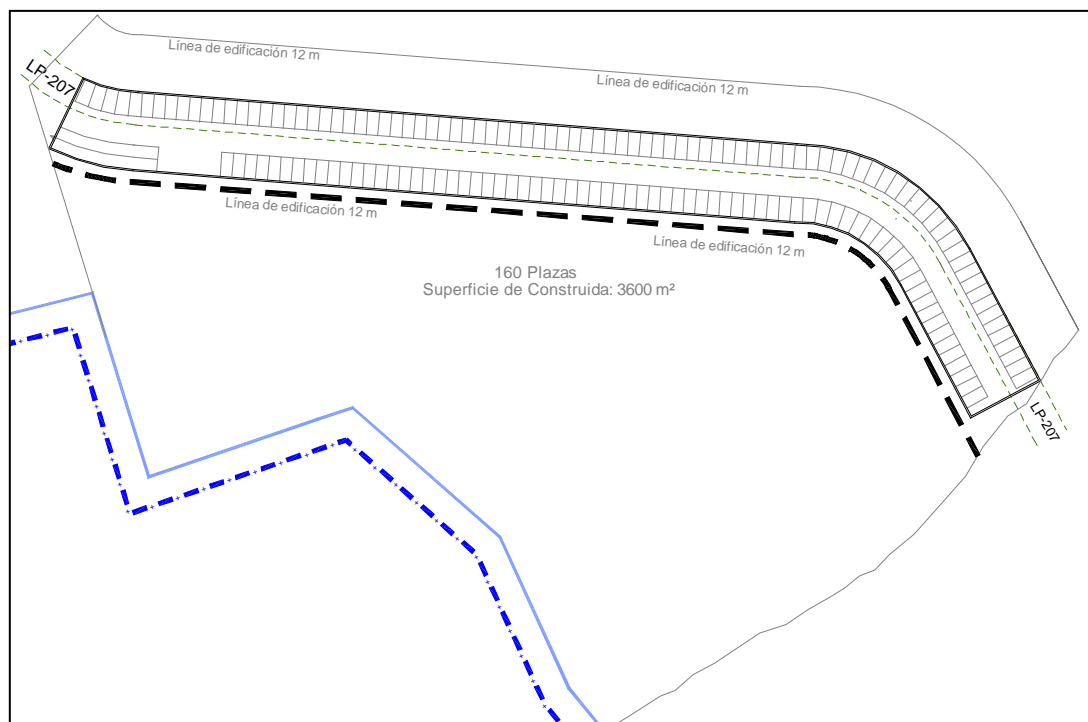 Línea de edificación 12 m
LP-207
Línea de edificación 12 m
Línea de edificación 12 m
Línea de edificación 12 m
160 Plazas
Superficie de Construida: 3600 m²
LP-207